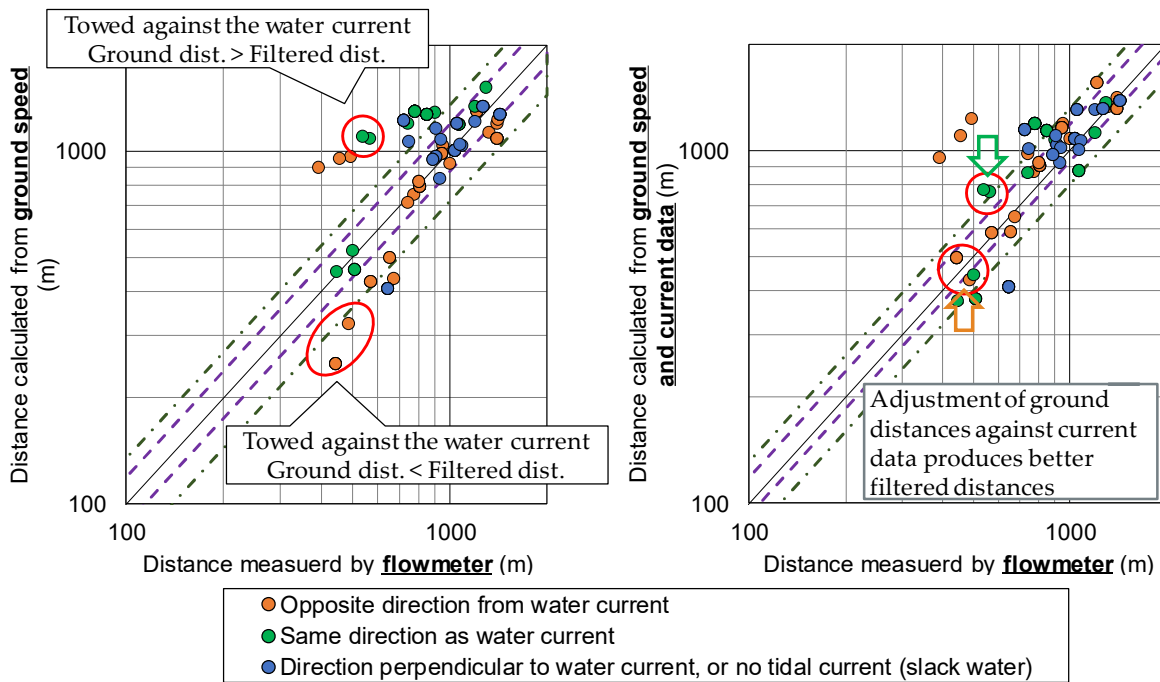 Towed against the water current
Ground dist. > Filtered dist.
Distance calculated from ground speed
(m)
1000
100
100
1000
Towed against the water current
Ground dist. < Filtered dist.
Distance measuerd by flowmeter (m)
Distance calculated from ground speed
and current data (m)
1000
100
100
1000
Adjustment of ground
distances against current
data produces better
filtered distances
Distance measuerd by flowmeter (m)
Opposite direction from water current
Same direction as water current
Direction perpendicular to water current, or no tidal current (slack water)